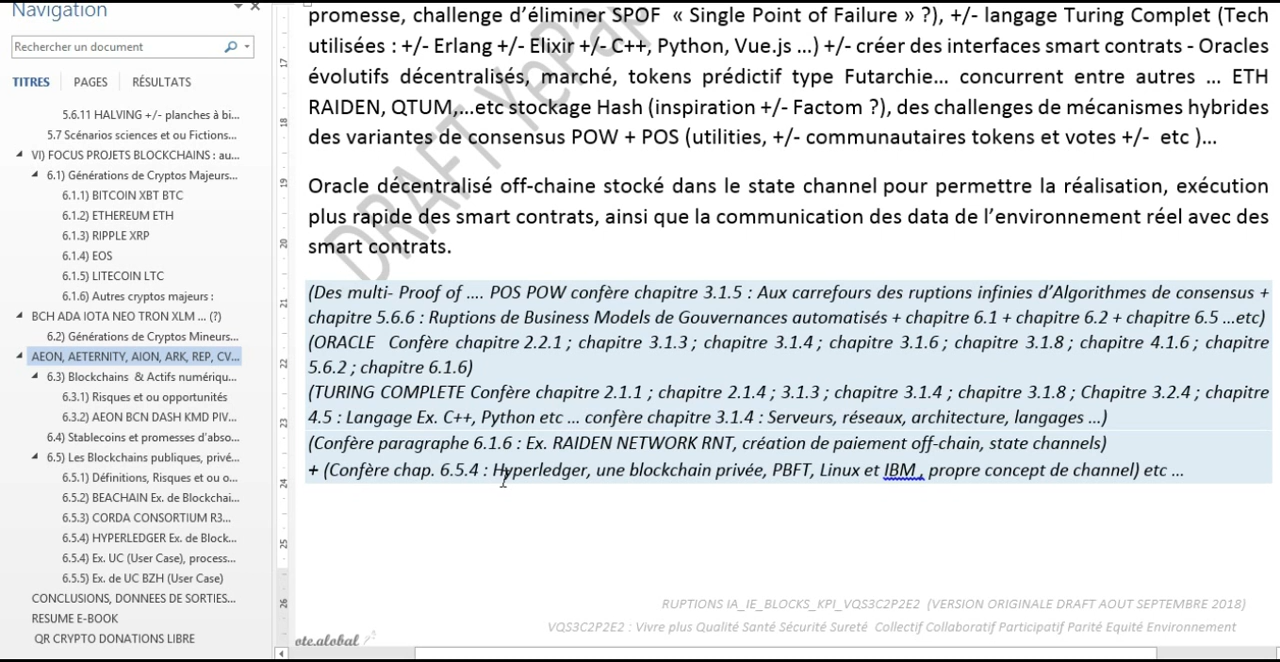 Navigation
Rechercher un document
TITRES PAGES RÉSULTATS
5.6.11 HALVING +/- planches à bi...
5.7 Scénarios sciences et ou Fictions...
VI) FOCUS PROJETS BLOCKCHAINS : au...
6.1) Générations de Cryptos Majeurs...
6.1.1) BITCOIN XBT BTC
6.1.2) ETHEREUM ETH
6.1.3) RIPPLE XRP
6.1.4) EOS
6.1.5) LITECOIN LTC
6.1.6) Autres cryptos majeurs :
BCH ADA IOTA NEO TRON XLM ... (?)
6.2) Générations de Cryptos Mineurs...
AEON, AETERNITY, AION, ARK, REP, CV...
6.3) Blockchains & Actifs numériqu...
6.3.1) Risques et ou opportunités
6.3.2) AEON BCN DASH KMD PIV...
6.4) Stablecoins et promesses d'abso...
6.5) Les Blockchains publiques, privé...
6.5.1) Définitions, Risques et ou o...
6.5.2) BEACHAIN Ex. de Blockchai...
6.5.3) CORDA CONSORTIUM R3...
6.5.4) HYPERLEDGER Ex. de Block...
6.5.4) Ex. UC (User Case), process...
6.5.5) Ex. de UC BZH (User Case)
CONCLUSIONS, DONNEES DE SORTIES...
RESUME E-BOOK
QR CRYPTO DONATIONS LIBRE
17
18
19
20
21
22
23
24
25
26
promesse, challenge d'éliminer SPOF « Single Point of Failure » ?), +/- langage Turing Complet (Tech
utilisées : +/- Erlang +/- Elixir +/- C++, Python, Vue.js ...) +/- créer des interfaces smart contrats - Oracles
évolutifs décentralisés, marché, tokens prédictif type Futarchie... concurrent entre autres ... ETH
RAIDEN, QTUM,...etc stockage Hash (inspiration +/- Factom ?), des challenges de mécanismes hybrides
des variantes de consensus POW + POS (utilities, +/- communautaires tokens et votes +/- etc )...
Oracle décentralisé off-chaine stocké dans le state channel pour permettre la réalisation, exécution
plus rapide des smart contrats, ainsi que la communication des data de l'environnement réel avec des
smart contrats.
(Des multi- Proof of .... POS POW confère chapitre 3.1.5 : Aux carrefours des ruptions infinies d'Algorithmes de consensus +
chapitre 5.6.6 : Ruptions de Business Models de Gouvernances automatisés + chapitre 6.1 + chapitre 6.2 + chapitre 6.5 ...etc)
(ORACLE Confère chapitre 2.2.1 ; chapitre 3.1.3 ; chapitre 3.1.4 ; chapitre 3.1.6 ; chapitre 3.1.8 ; chapitre 4.1.6 ; chapitre
5.6.2 ; chapitre 6.1.6)
(TURING COMPLETE Confère chapitre 2.1.1 ; chapitre 2.1.4 ; 3.1.3 ; chapitre 3.1.4 ; chapitre 3.1.8 ; Chapitre 3.2.4 ; chapitre
4.5 : Langage Ex. C++, Python etc ... confère chapitre 3.1.4 : Serveurs, réseaux, architecture, langages ...)
(Confère paragraphe 6.1.6 : Ex. RAIDEN NETWORK RNT, création de paiement off-chain, state channels)
+ (Confère chap. 6.5.4 : Hyperledger, une blockchain privée, PBFT, Linux et IBM , propre concept de channel) etc ...
RUPTIONS IA_IE_BLOCKS_KPI_VQS3C2P2E2 (VERSION ORIGINALE DRAFT AOUT SEPTEMBRE 2018)
VQS3C2P2E2 : Vivre plus Qualité Santé Sécurité Sureté Collectif Collaboratif Participatif Parité Equité Environnement
ote.global
DRAFT